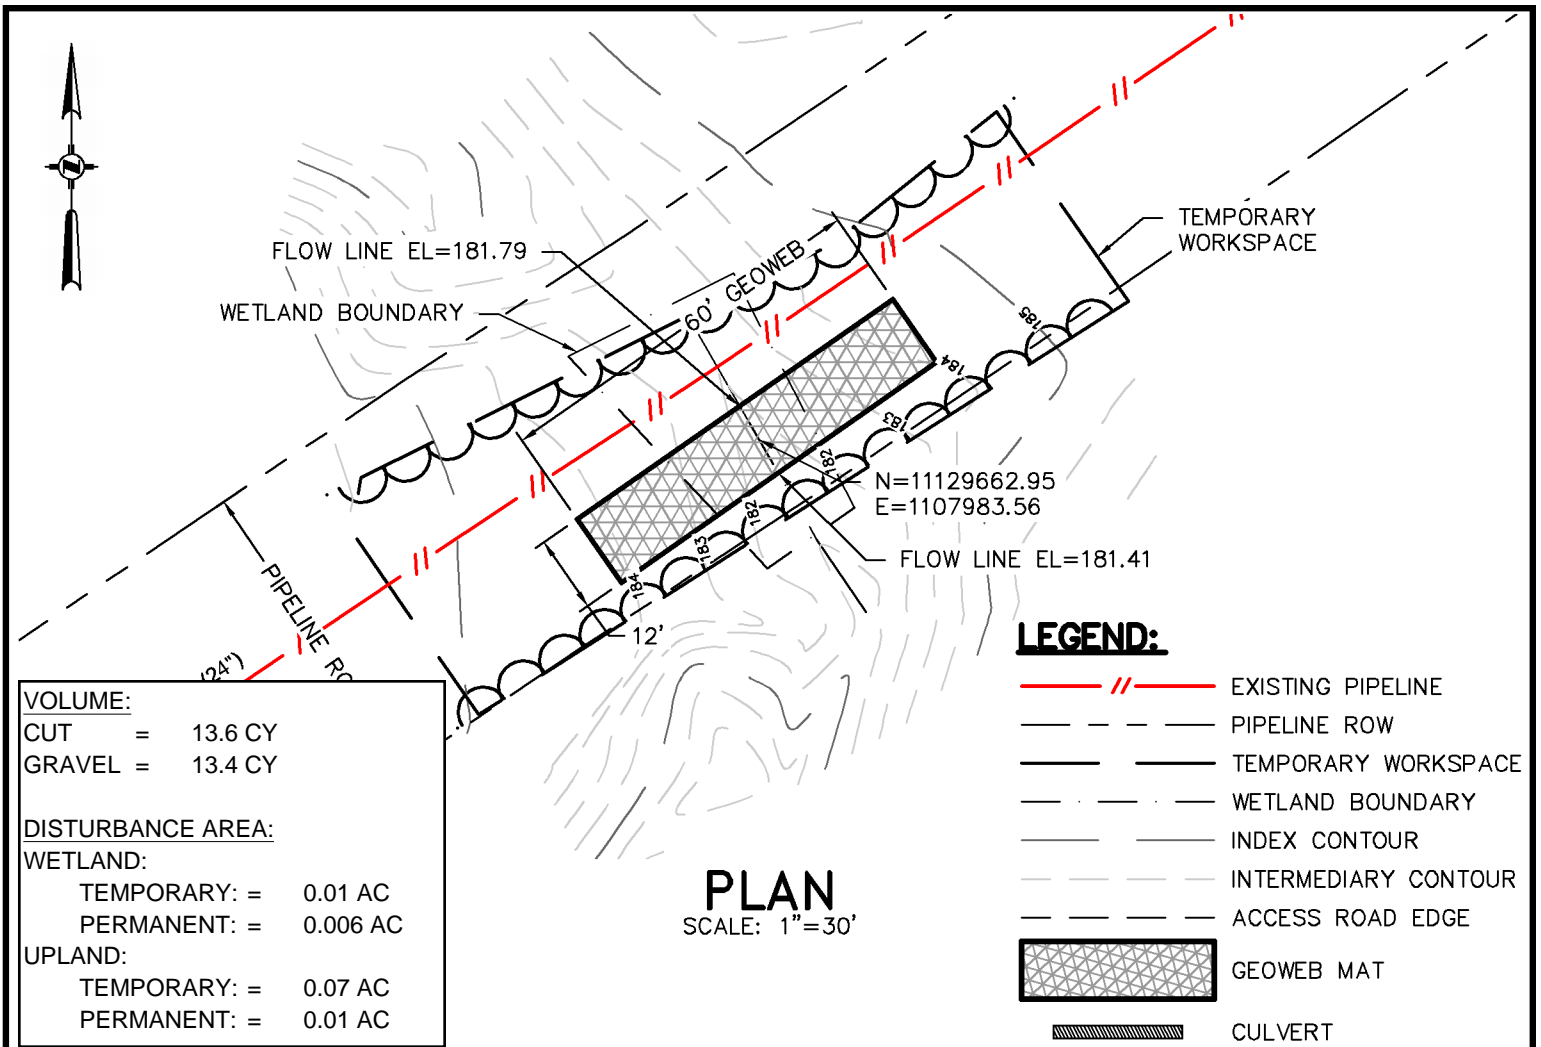 FLOW LINE EL=181.79
WETLAND BOUNDARY
60' GEOWEB
TEMPORARY
WORKSPACE
185
184
183
182
N=11129662.95
E=1107983.56
182
183
184
FLOW LINE EL=181.41
12'
PIPELINE
(24")
VOLUME:
CUT = 13.6 CY
GRAVEL = 13.4 CY
DISTURBANCE AREA:
WETLAND:
TEMPORARY: = 0.01 AC
PERMANENT: = 0.006 AC
UPLAND:
TEMPORARY: = 0.07 AC
PERMANENT: = 0.01 AC
PLAN
SCALE: 1"=30'
LEGEND:
EXISTING PIPELINE
PIPELINE ROW
TEMPORARY WORKSPACE
WETLAND BOUNDARY
INDEX CONTOUR
INTERMEDIARY CONTOUR
ACCESS ROAD EDGE
GEOWEB MAT
CULVERT